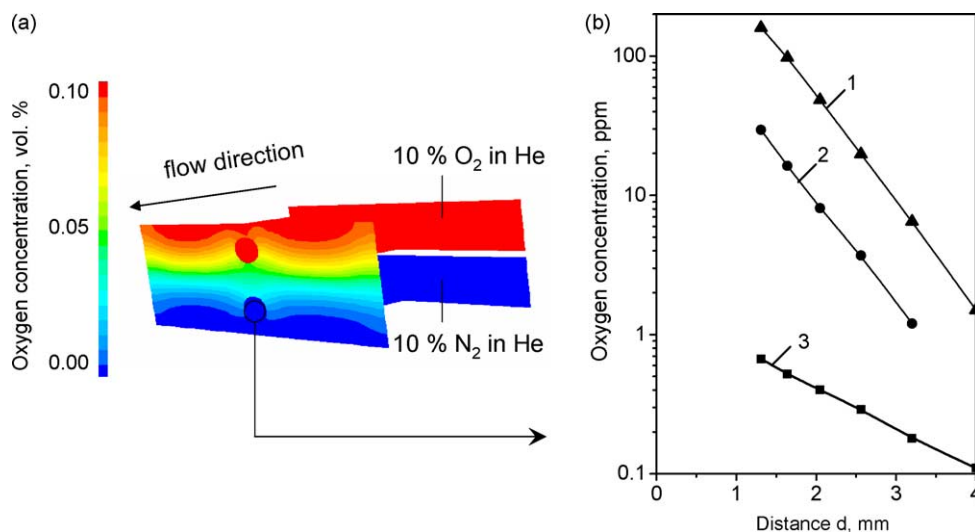 (a)
Oxygen concentration, vol. %
0.10
0.05
0.00
flow direction
10 % O₂ in He
10 % N₂ in He
(b)
Oxygen concentration, ppm
100
10
1
0.1
1
2
3
0 1 2 3 4
Distance d, mm